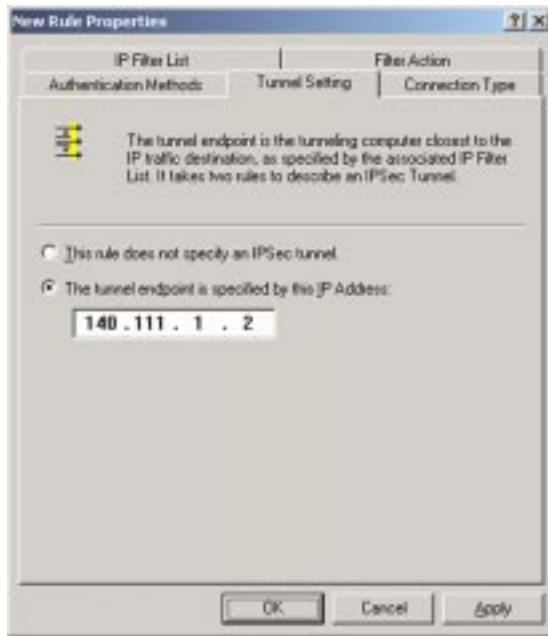 New Rule Properties
IP Filter List
Filter Action
Authentication Methods
Tunnel Setting
Connection Type
The tunnel endpoint is the tunneling computer closest to the
IP traffic destination, as specified by the associated IP Filter
List. It takes two rules to describe an IPSec Tunnel.
This rule does not specify an IPSec tunnel.
The tunnel endpoint is specified by this IP Address:
140 . 111 . 1 . 2
OK
Cancel
Apply